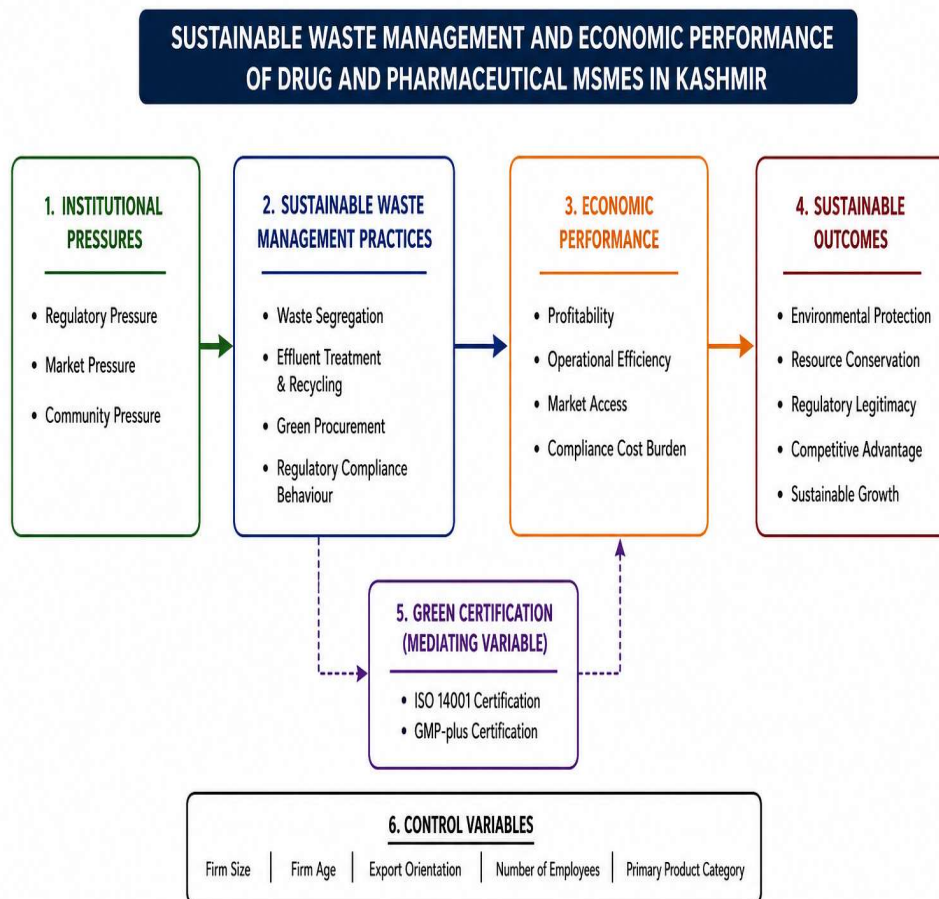 SUSTAINABLE WASTE MANAGEMENT AND ECONOMIC PERFORMANCE
OF DRUG AND PHARMACEUTICAL MSMES IN KASHMIR
1. INSTITUTIONAL
PRESSURES
• Regulatory Pressure
• Market Pressure
• Community Pressure
2. SUSTAINABLE WASTE
MANAGEMENT PRACTICES
• Waste Segregation
• Effluent Treatment
& Recycling
• Green Procurement
• Regulatory Compliance
Behaviour
3. ECONOMIC
PERFORMANCE
• Profitability
• Operational Efficiency
• Market Access
• Compliance Cost Burden
4. SUSTAINABLE
OUTCOMES
• Environmental Protection
• Resource Conservation
• Regulatory Legitimacy
• Competitive Advantage
• Sustainable Growth
5. GREEN CERTIFICATION
(MEDIATING VARIABLE)
• ISO 14001 Certification
• GMP-plus Certification
6. CONTROL VARIABLES
Firm Size | Firm Age | Export Orientation | Number of Employees | Primary Product Category